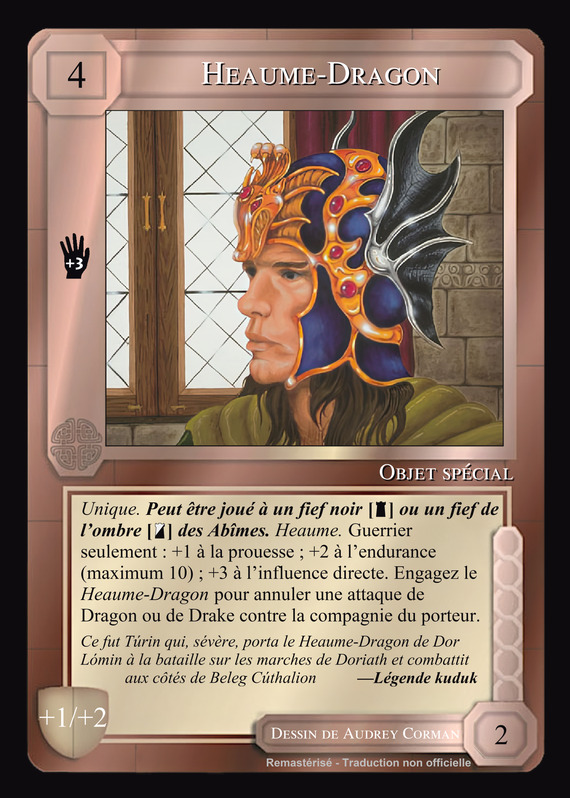 4
Heaume-Dragon
+3
Objet spécial
Unique. Peut être joué à un fief noir [] ou un fief de
l'ombre [] des Abîmes. Heaume. Guerrier
seulement : +1 à la prouesse ; +2 à l'endurance
(maximum 10) ; +3 à l'influence directe. Engagez le
Heaume-Dragon pour annuler une attaque de
Dragon ou de Drake contre la compagnie du porteur.
Ce fut Túrin qui, sévère, porta le Heaume-Dragon de Dor
Lómin à la bataille sur les marches de Doriath et combattit
aux côtés de Beleg Cúthalion —Légende kuduk
+1/+2
Dessin de Audrey Corman
2
Remastérisé - Traduction non officielle